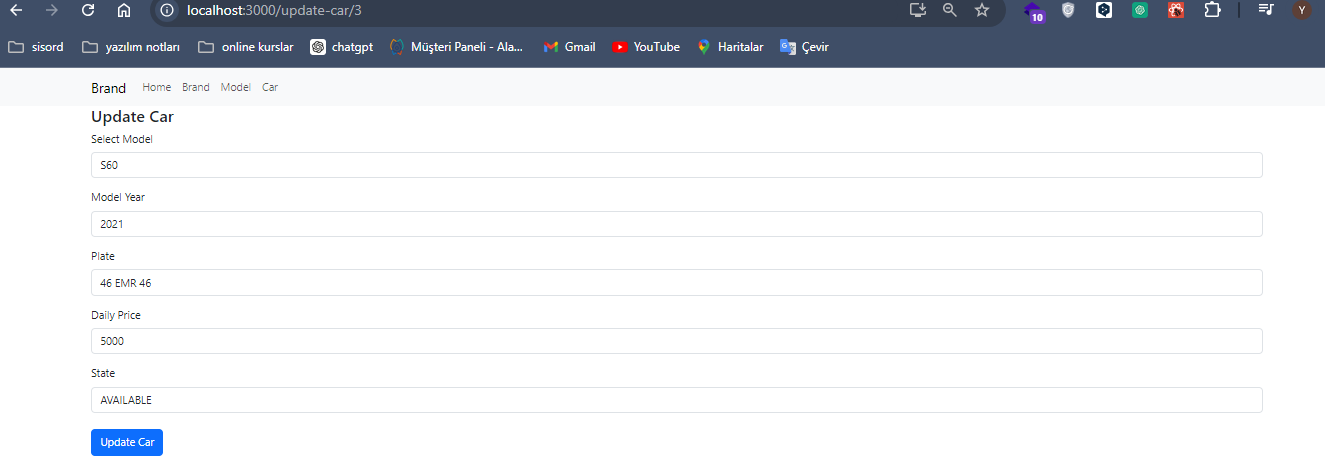 localhost:3000/update-car/3
10
Y
sisord yazılım notları online kurslar chatgpt Müşteri Paneli - Ala... Gmail YouTube Haritalar Çevir
Brand Home Brand Model Car
Update Car
Select Model
S60
Model Year
2021
Plate
46 EMR 46
Daily Price
5000
State
AVAILABLE
Update Car